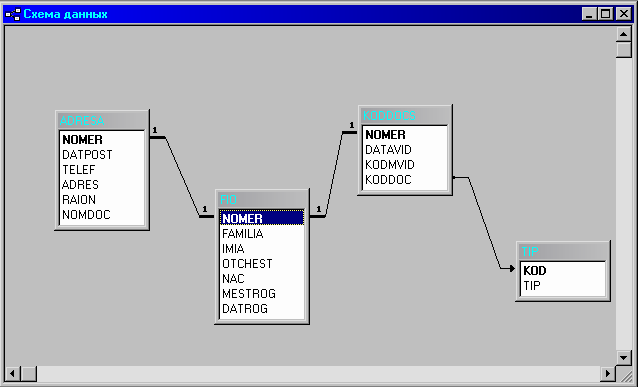 Схема данных
ADRESA
NOMER
DATPOST
TELEF
ADRES
RAION
NOMDOC
1
1
NOMER
FAMILIA
IMIA
OTCHEST
NAC
MESTROG
DATROG
1
1
NOMER
DATAVID
KODMVID
KODDOC
KOD
TIP